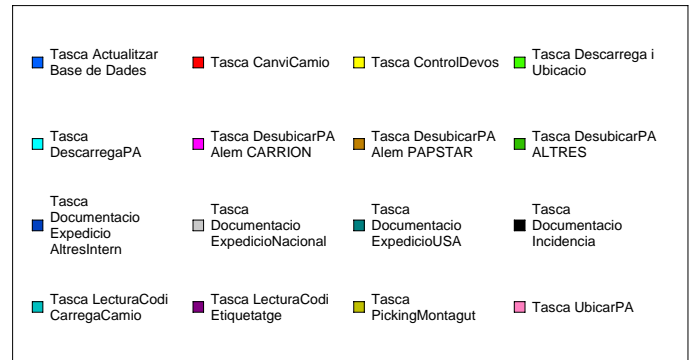 Tasca Actualitzar
Base de Dades
Tasca CanviCamio
Tasca ControlDevos
Tasca Descarrega i
Ubicacio
Tasca
DescarregaPA
Tasca DesubicarPA
Alem CARRION
Tasca DesubicarPA
Alem PAPSTAR
Tasca DesubicarPA
ALTRES
Tasca
Documentacio
Expedicio
AltresIntern
Tasca
Documentacio
ExpedicioNacional
Tasca
Documentacio
ExpedicioUSA
Tasca
Documentacio
Incidencia
Tasca LecturaCodi
CarregaCamio
Tasca LecturaCodi
Etiquetatge
Tasca
PickingMontagut
Tasca UbicarPA